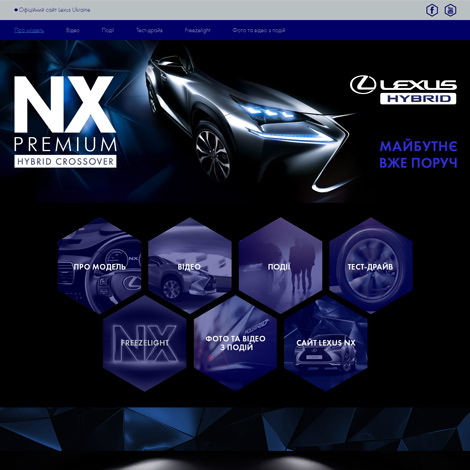 Офіційний сайт Lexus Ukraine
Про модель Відео Події Тест-драйв Freezelight Фото та відео з подій
NX
PREMIUM
HYBRID CROSSOVER
LEXUS
HYBRID
МАЙБУТНЄ
ВЖЕ ПОРУЧ
ПРО МОДЕЛЬ
ВІДЕО
ПОДІЇ
ТЕСТ-ДРАЙВ
NX
FREEZELIGHT
ФОТО ТА ВІДЕО
З ПОДІЙ
САЙТ LEXUS NX